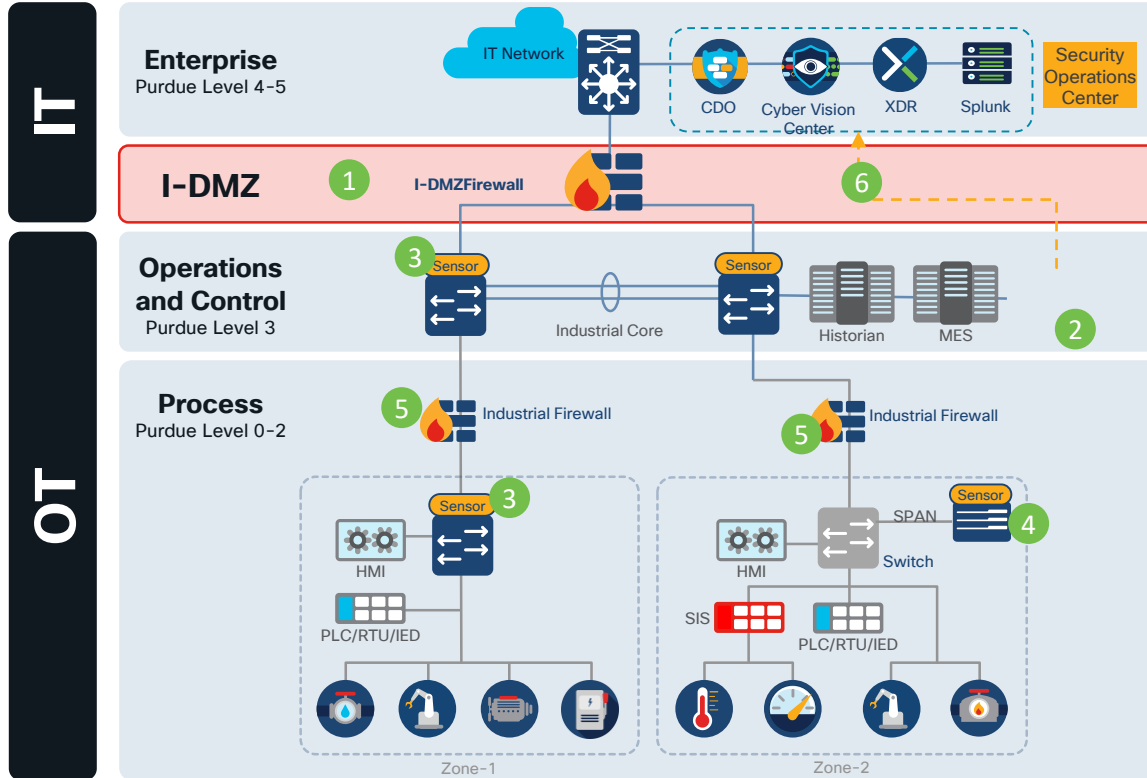 IT
Enterprise
Purdue Level 4-5
IT Network
CDO
Cyber Vision
Center
XDR
Splunk
Security
Operations
Center
I-DMZ
1
I-DMZFirewall
6
OT
Operations
and Control
Purdue Level 3
3
Sensor
Sensor
Industrial Core
Historian
MES
2
Process
Purdue Level 0-2
5
Industrial Firewall
5
Industrial Firewall
Sensor
3
HMI
PLC/RTU/IED
Zone-1
Sensor
SPAN
4
HMI
Switch
SIS
PLC/RTU/IED
Zone-2